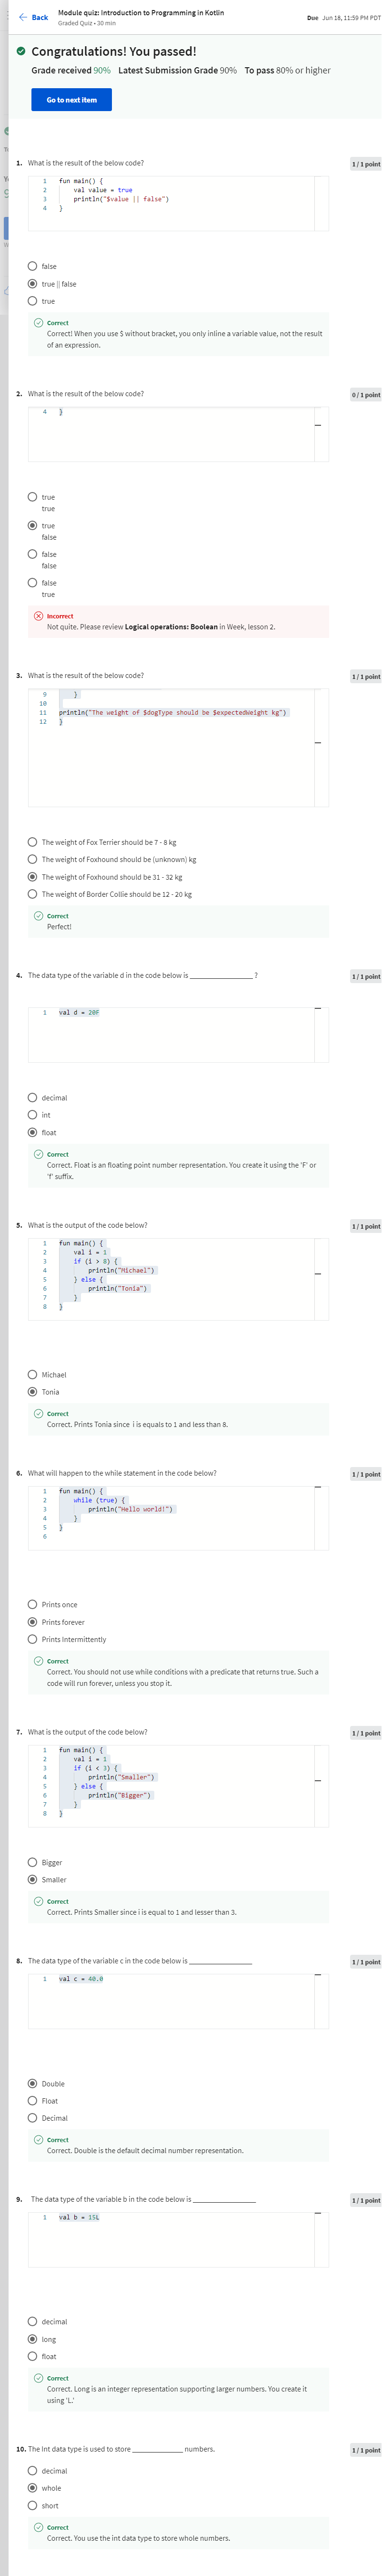 Back
Module quiz: Introduction to Programming in Kotlin
Graded Quiz • 30 min
Due Jun 18, 11:59 PM PDT
Congratulations! You passed!
Grade received 90% Latest Submission Grade 90% To pass 80% or higher
Go to next item
1. What is the result of the below code?
1 / 1 point
1 fun main() {
2 val value = true
3 println("$value || false")
4 }
false
true || false
true
Correct
Correct! When you use $ without bracket, you only inline a variable value, not the result
of an expression.
2. What is the result of the below code?
0 / 1 point
4 }
true
true
true
false
false
false
false
true
Incorrect
Not quite. Please review Logical operations: Boolean in Week, lesson 2.
3. What is the result of the below code?
1 / 1 point
9 }
10
11 println("The weight of $dogType should be $expectedWeight kg")
12 }
The weight of Fox Terrier should be 7 - 8 kg
The weight of Foxhound should be (unknown) kg
The weight of Foxhound should be 31 - 32 kg
The weight of Border Collie should be 12 - 20 kg
Correct
Perfect!
4. The data type of the variable d in the code below is ________________ ?
1 / 1 point
1 val d = 20F
decimal
int
float
Correct
Correct. Float is an floating point number representation. You create it using the 'F' or
'f' suffix.
5. What is the output of the code below?
1 / 1 point
1 fun main() {
2 val i = 1
3 if (i > 8) {
4 println("Michael")
5 } else {
6 println("Tonia")
7 }
8 }
Michael
Tonia
Correct
Correct. Prints Tonia since i is equals to 1 and less than 8.
6. What will happen to the while statement in the code below?
1 / 1 point
1 fun main() {
2 while (true) {
3 println("Hello world!")
4 }
5 }
6
Prints once
Prints forever
Prints Intermittently
Correct
Correct. You should not use while conditions with a predicate that returns true. Such a
code will run forever, unless you stop it.
7. What is the output of the code below?
1 / 1 point
1 fun main() {
2 val i = 1
3 if (i < 3) {
4 println("Smaller")
5 } else {
6 println("Bigger")
7 }
8 }
Bigger
Smaller
Correct
Correct. Prints Smaller since i is equal to 1 and lesser than 3.
8. The data type of the variable c in the code below is ________________
1 / 1 point
1 val c = 40.0
Double
Float
Decimal
Correct
Correct. Double is the default decimal number representation.
9. The data type of the variable b in the code below is ________________
1 / 1 point
1 val b = 15L
decimal
long
float
Correct
Correct. Long is an integer representation supporting larger numbers. You create it
using 'L.'
10. The Int data type is used to store _____________ numbers.
1 / 1 point
decimal
whole
short
Correct
Correct. You use the int data type to store whole numbers.